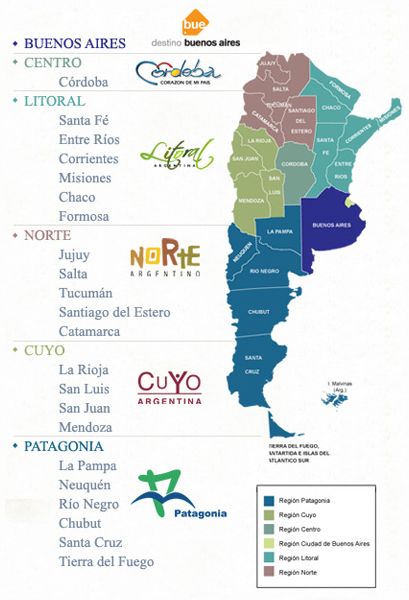 bue.
destino buenos aires
BUENOS AIRES
CENTRO
Córdoba
Córdoba
CORAZON DE MI PAIS
LITORAL
Santa Fé
Entre Ríos
Corrientes
Misiones
Chaco
Formosa
Litoral
ARGENTINA
NORTE
Jujuy
Salta
Tucumán
Santiago del Estero
Catamarca
NORTE
ARGENTINO
CUYO
La Rioja
San Luis
San Juan
Mendoza
CUYO
ARGENTINA
PATAGONIA
La Pampa
Neuquén
Río Negro
Chubut
Santa Cruz
Tierra del Fuego
Patagonia
JUJUY
SALTA
FORMOSA
TUCUMÁN
CHACO
MISIONES
CATAMARCA
SANTIAGO
DEL
ESTERO
CORRIENTES
LA RIOJA
SANTA
FE
SAN JUAN
CORDOBA
ENTRE
RIOS
SAN
LUIS
MENDOZA
BUENOS AIRES
LA PAMPA
NEUQUEN
RIO NEGRO
CHUBUT
SANTA
CRUZ
I. Malvinas
(Arg.)
TIERRA DEL FUEGO,
ANTARTIDA E ISLAS DEL
ATLANTICO SUR
Región Patagonia
Región Cuyo
Región Centro
Región Ciudad de Buenos Aires
Región Litoral
Región Norte